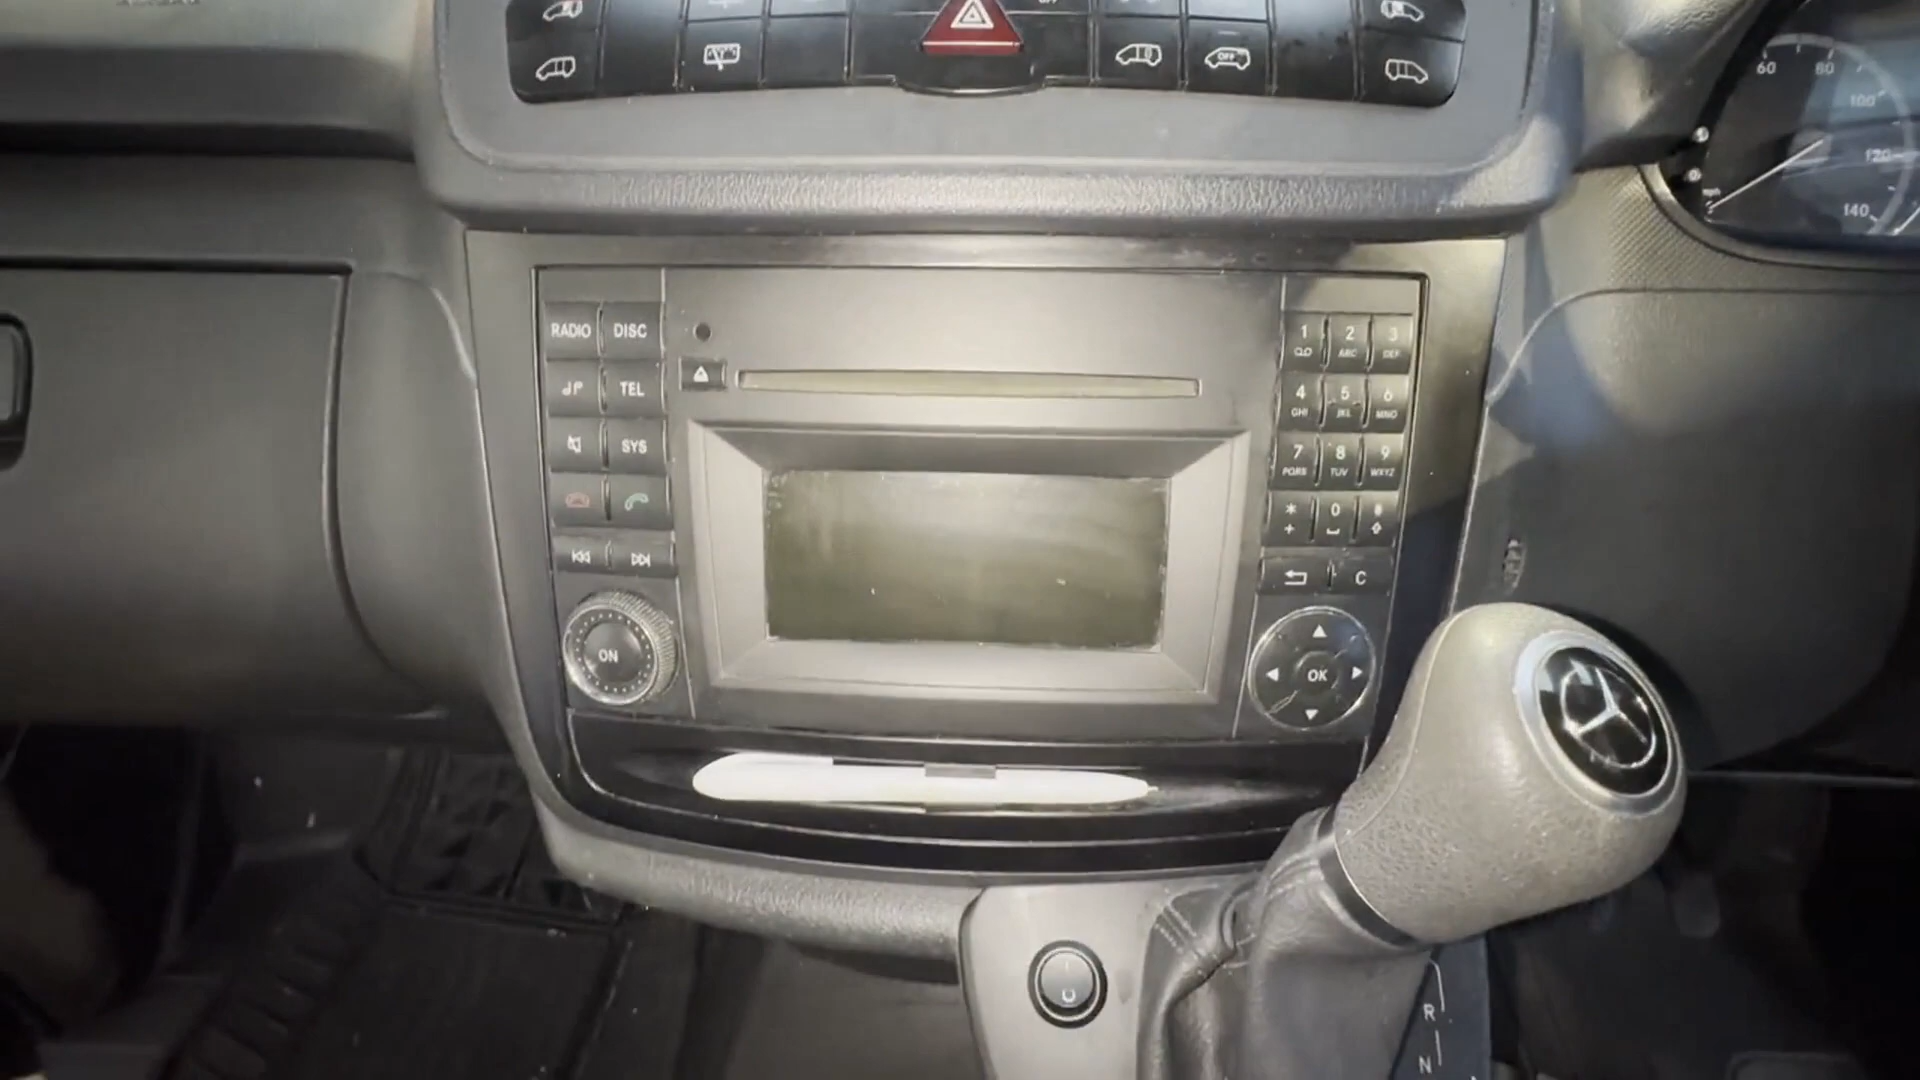 OFF
60
80
100
120
140
mph
RADIO
DISC
TEL
SYS
ON
1
2
ABC
3
DEF
4
GHI
5
JKL
6
MNO
7
PQRS
8
TUV
9
WXYZ
*
+
0
#
C
OK
R
N